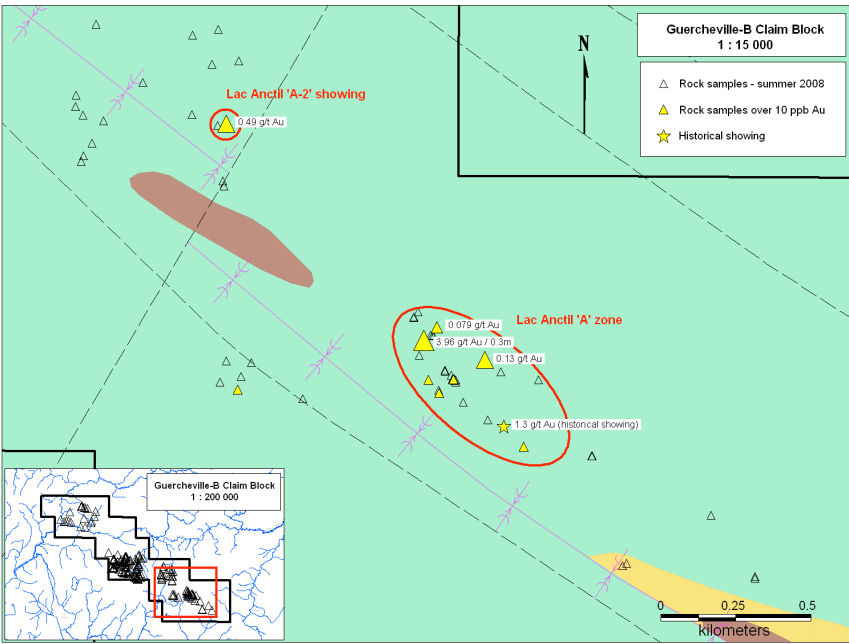 Guercheville-B Claim Block
1 : 15 000
N
Rock samples - summer 2008
Rock samples over 10 ppb Au
Historical showing
Lac Anctil 'A-2' showing
0.49 g/t Au
Lac Anctil 'A' zone
0.079 g/t Au
3.96 g/t Au / 0.3m
0.13 g/t Au
1.3 g/t Au (historical showing)
Guercheville-B Claim Block
1 : 200 000
0 0.25 0.5
kilometers